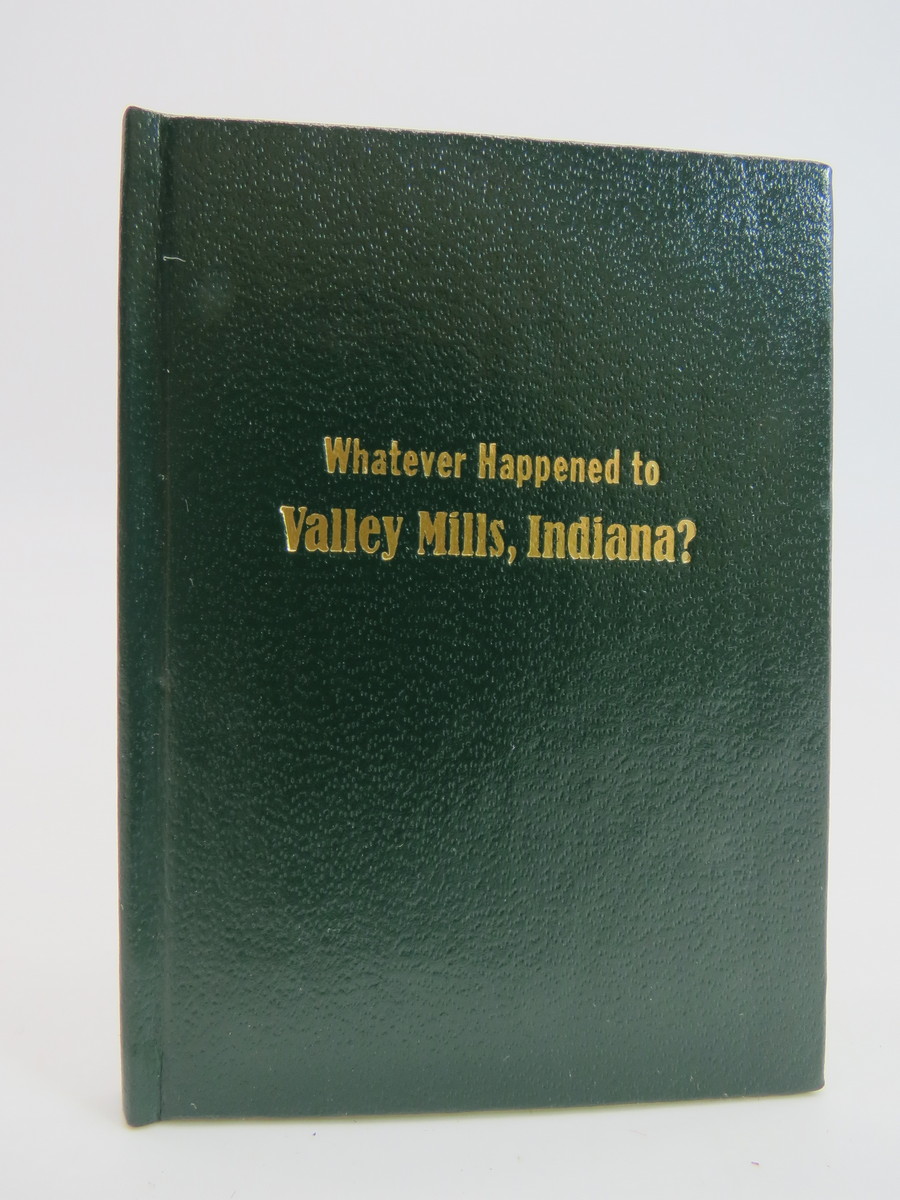 Whatever Happened to
Valley Mills, Indiana?